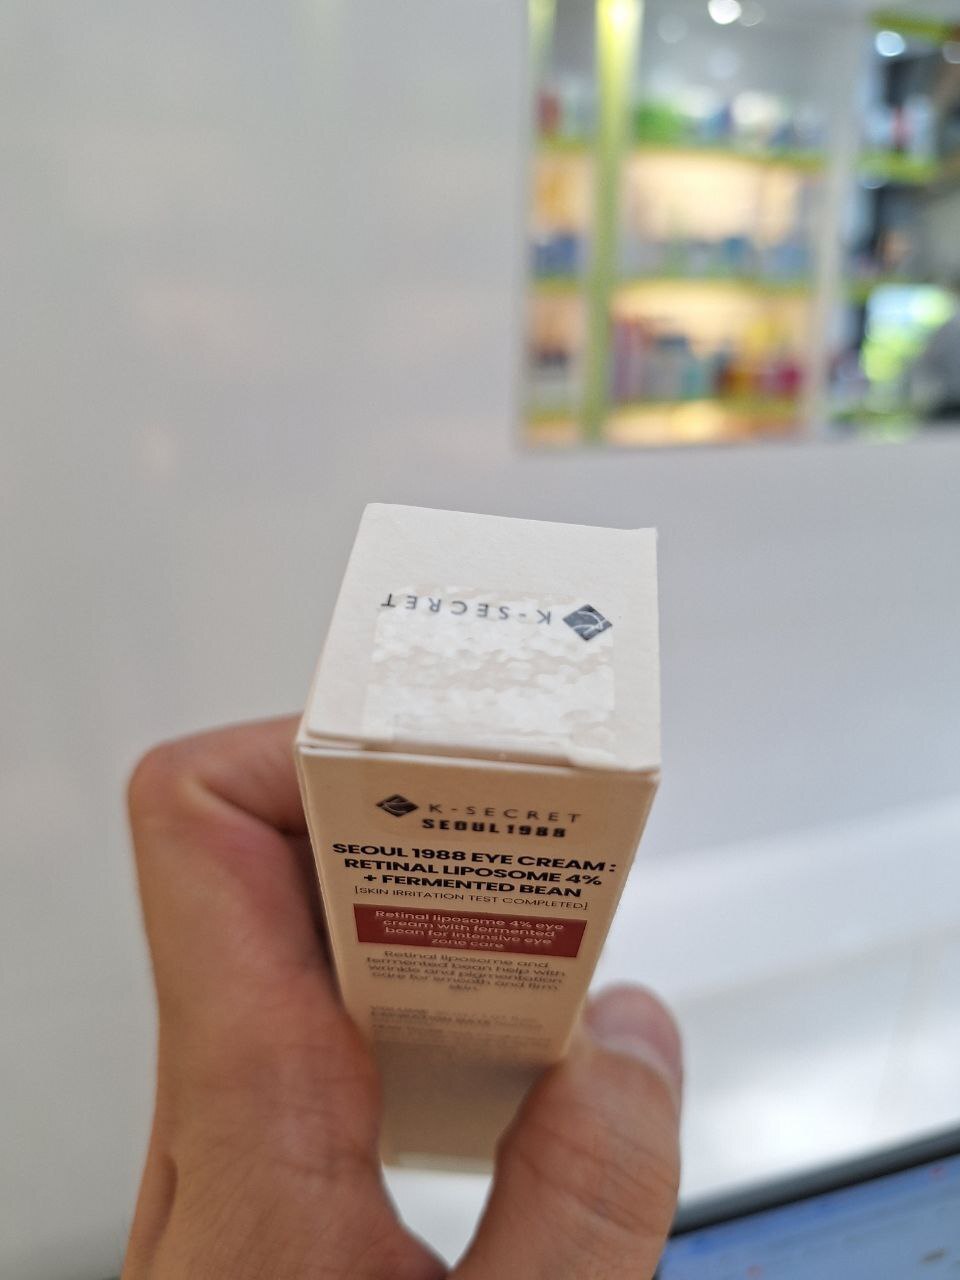 K-SECRET
K-SECRET
SEOUL 1988
SEOUL 1988 EYE CREAM :
RETINAL LIPOSOME 4%
+ FERMENTED BEAN
[SKIN IRRITATION TEST COMPLETED]
Retinal liposome 4% eye
cream with fermented
bean for intensive eye
zone care
Retinal liposome and
fermented bean help with
wrinkle and pigmentation
care for smooth and firm
skin.